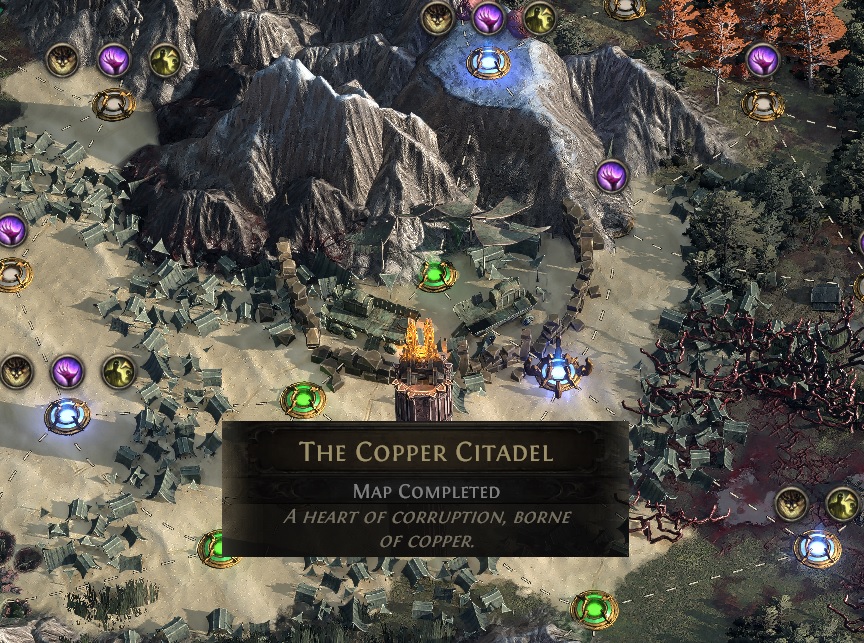 The Copper Citadel
Map Completed
A heart of corruption, borne
of copper.